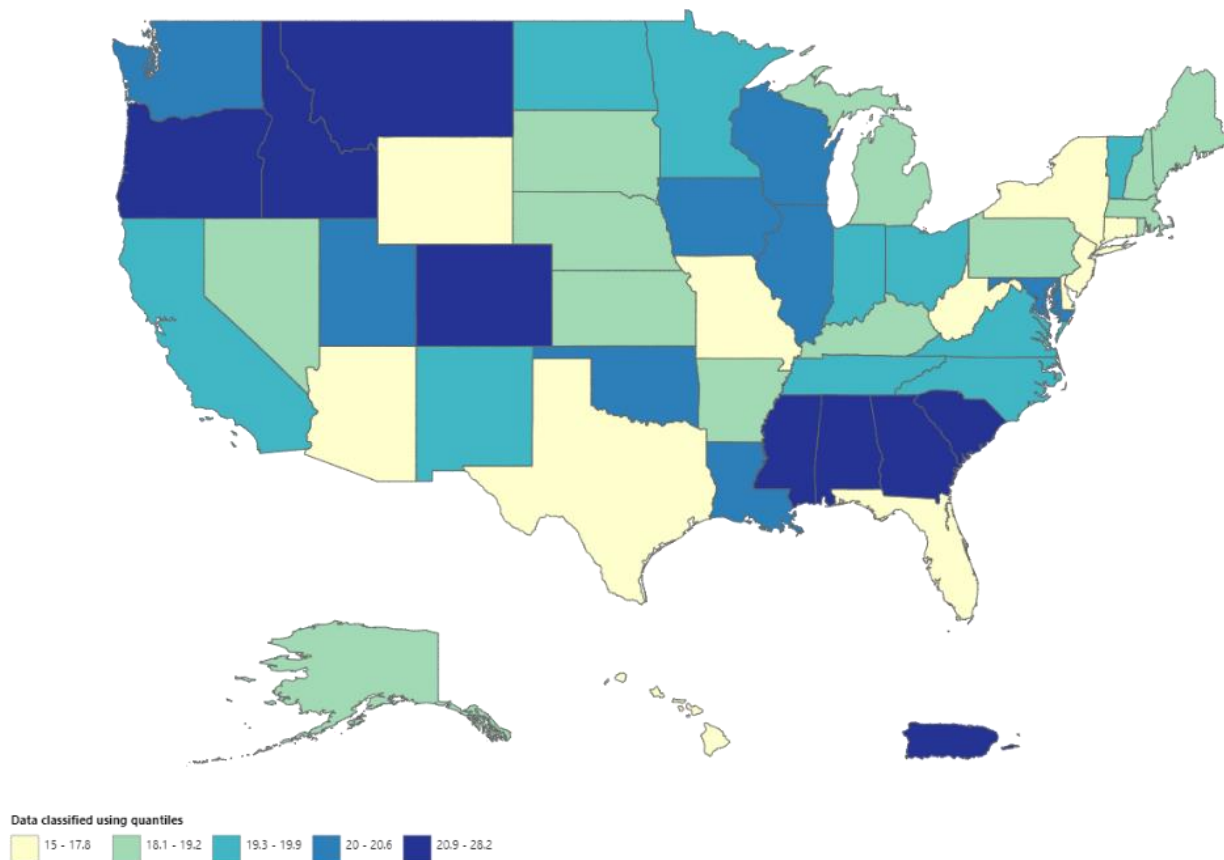 Data classified using quantiles
15 - 17.8 18.1 - 19.2 19.3 - 19.9 20 - 20.6 20.9 - 28.2